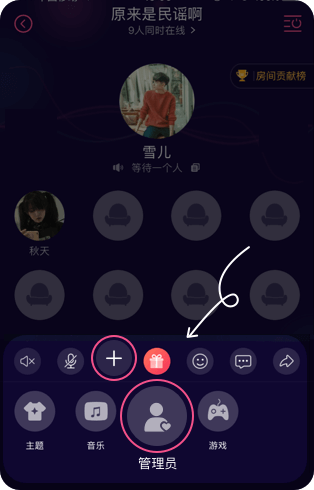 原来是民谣啊
9人同时在线 >
房间贡献榜
雪儿
等待一个人
秋天
主题
音乐
管理员
游戏